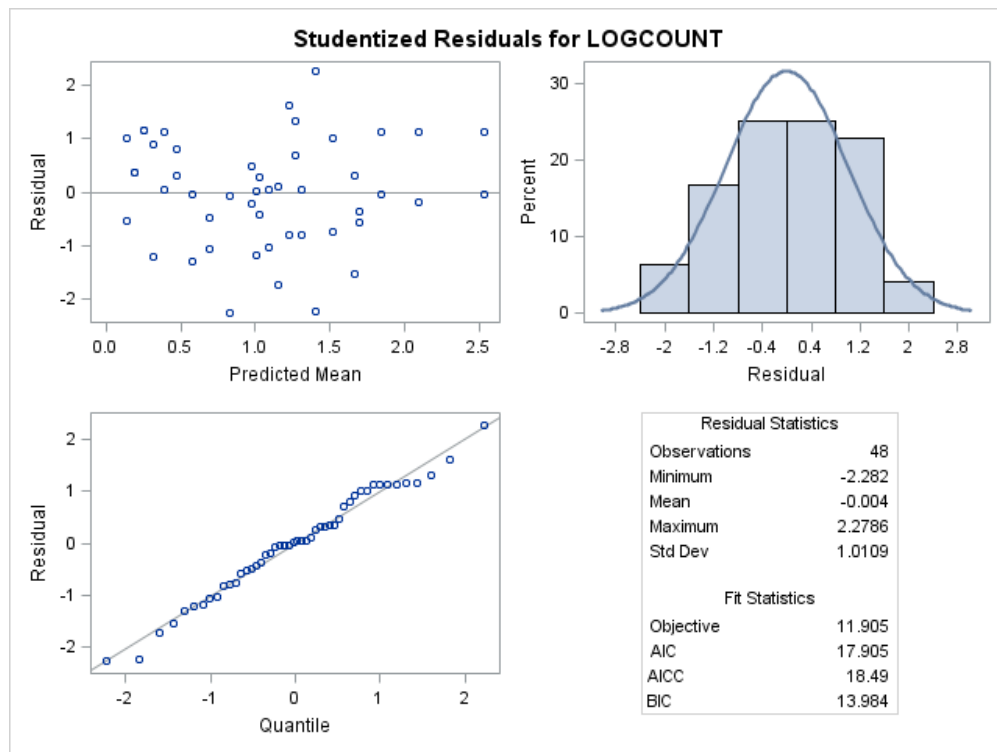 Studentized Residuals for LOGCOUNT
2
1
0
-1
-2
Residual
0.0 0.5 1.0 1.5 2.0 2.5
Predicted Mean
30
20
10
0
Percent
-2.8 -2 -1.2 -0.4 0.4 1.2 2 2.8
Residual
2
1
0
-1
-2
Residual
-2 -1 0 1 2
Quantile
Residual Statistics
Observations 48
Minimum -2.282
Mean -0.004
Maximum 2.2786
Std Dev 1.0109
Fit Statistics
Objective 11.905
AIC 17.905
AICC 18.49
BIC 13.984